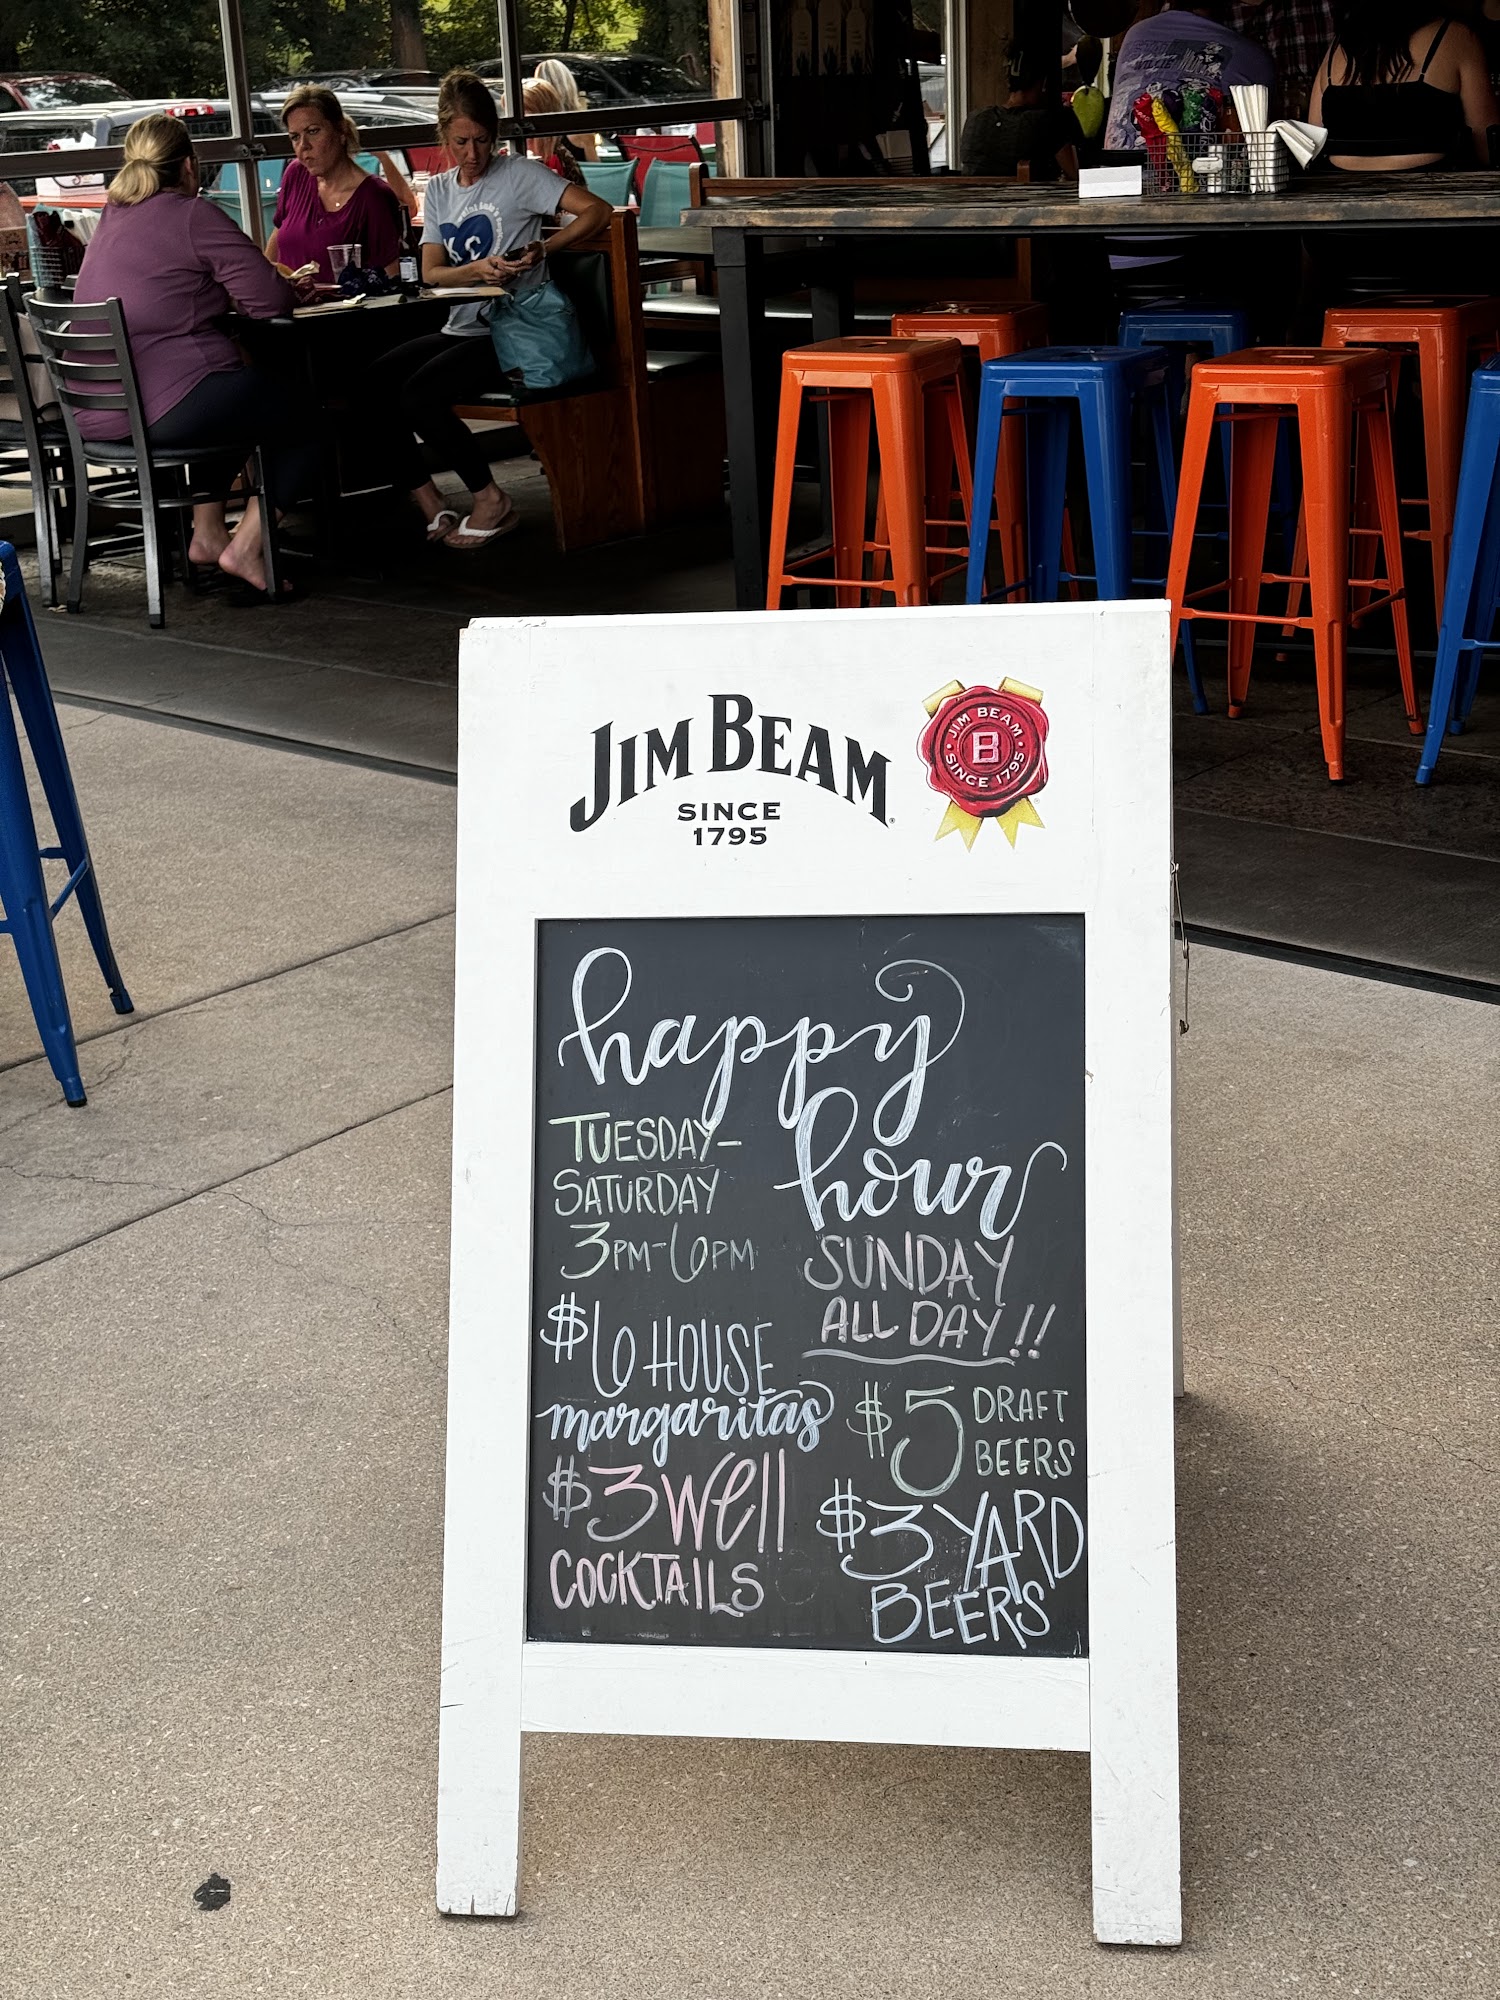 JIM BEAM
SINCE
1795
JIM BEAM
B
SINCE 1795
happy
hour
TUESDAY-
SATURDAY
3PM-6PM
SUNDAY
ALL DAY!!
$6 HOUSE
margaritas
$3 well
COCKTAILS
$5 DRAFT
BEERS
$3 YARD
BEERS
KC